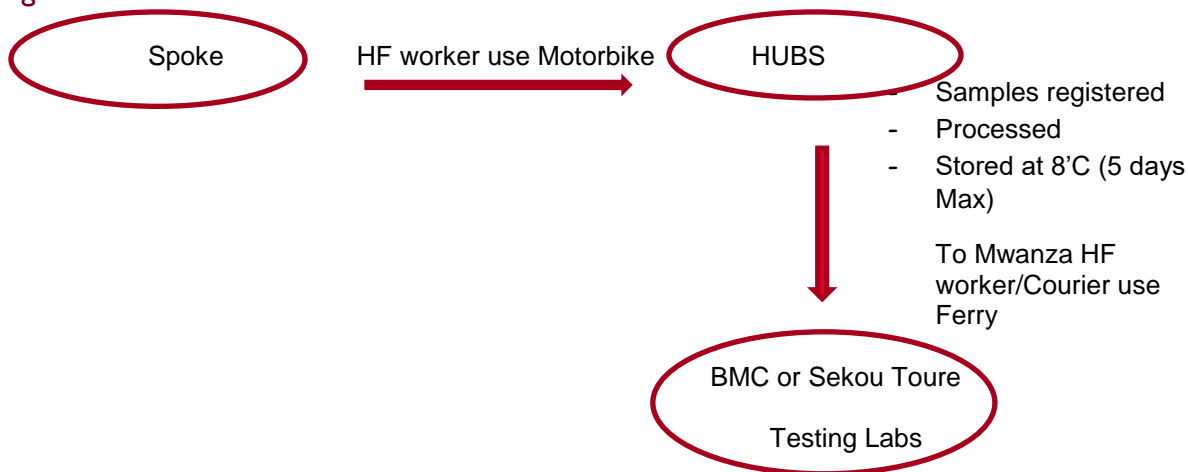 Spoke
HF worker use Motorbike
HUBS
- Samples registered
- Processed
- Stored at 8'C (5 days
Max)
To Mwanza HF
worker/Courier use
Ferry
BMC or Sekou Toure
Testing Labs